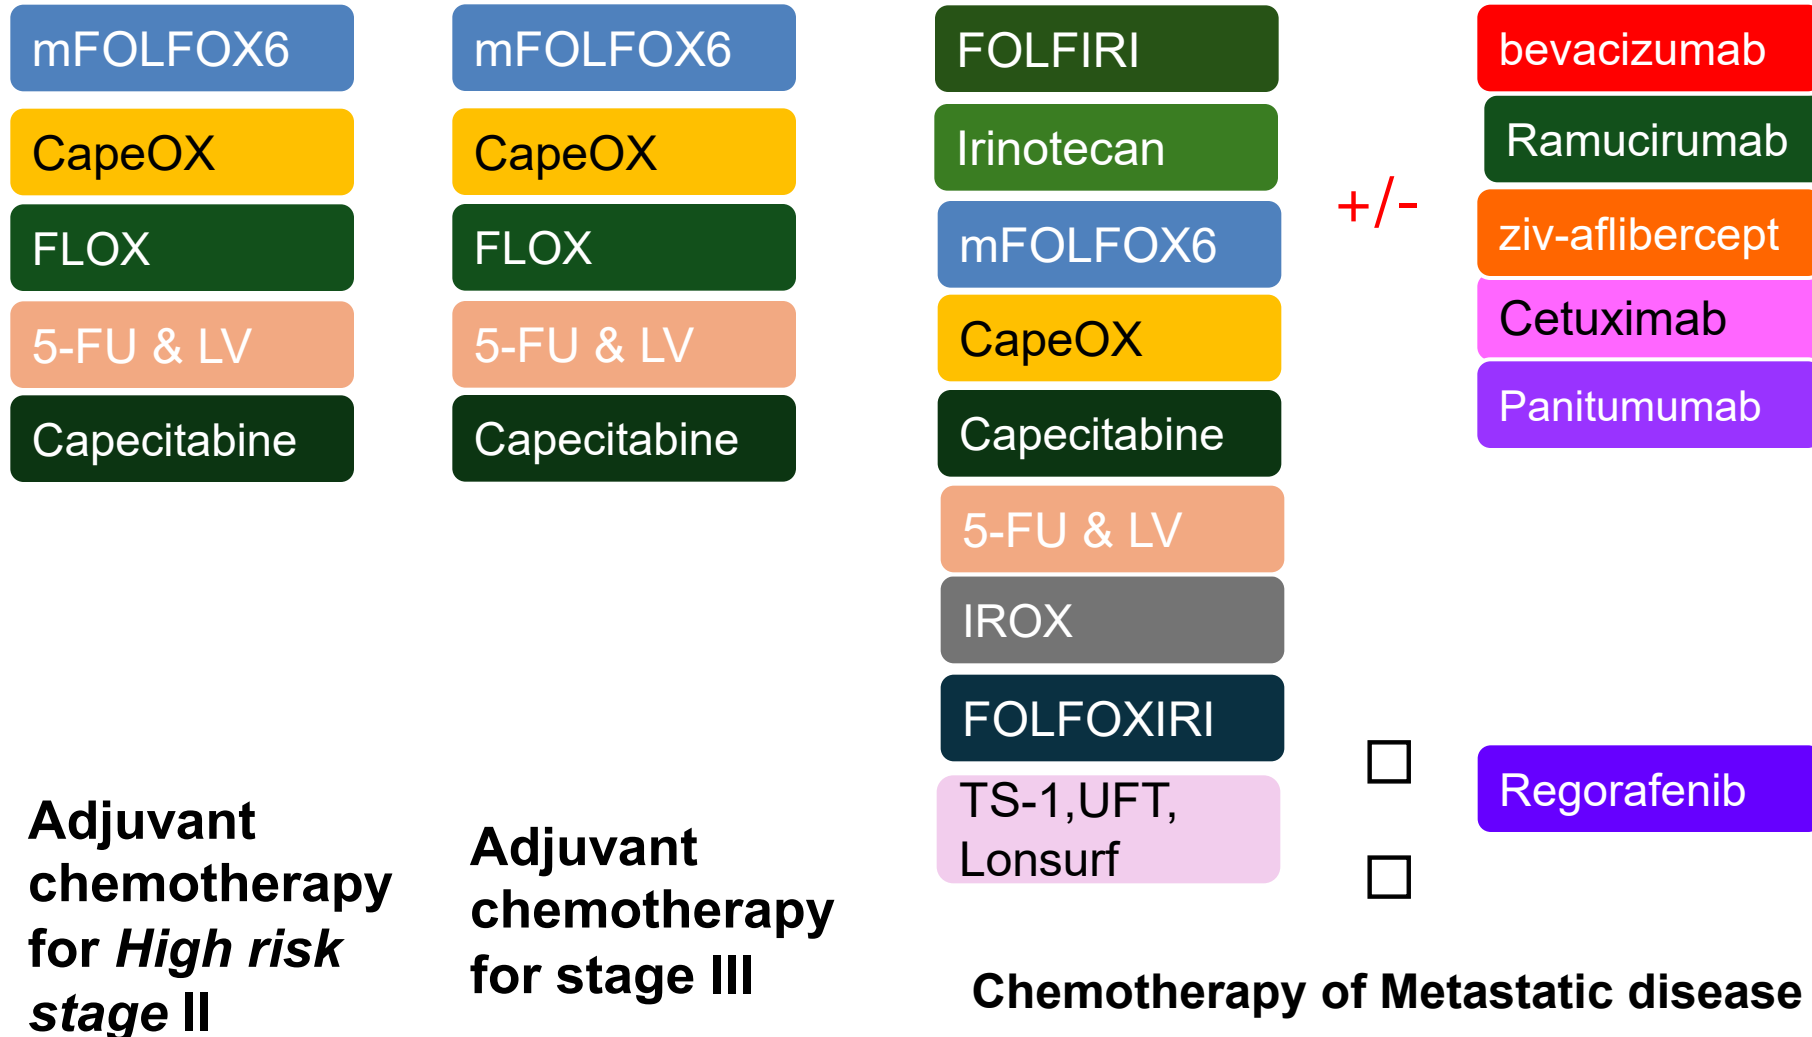 mFOLFOX6
CapeOX
FLOX
5-FU & LV
Capecitabine
Adjuvant
chemotherapy
for High risk
stage II
mFOLFOX6
CapeOX
FLOX
5-FU & LV
Capecitabine
Adjuvant
chemotherapy
for stage III
FOLFIRI
Irinotecan
mFOLFOX6
CapeOX
Capecitabine
5-FU & LV
IROX
FOLFOXIRI
TS-1,UFT,
Lonsurf
+/-
bevacizumab
Ramucirumab
ziv-aflibercept
Cetuximab
Panitumumab
Regorafenib
Chemotherapy of Metastatic disease